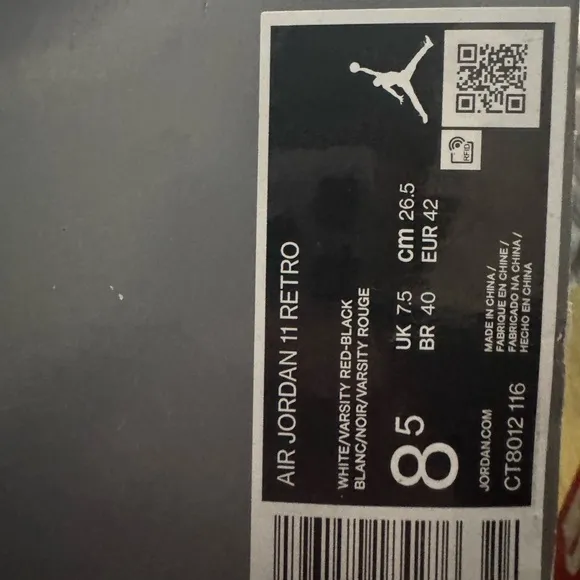 AIR JORDAN 11 RETRO
WHITE/VARSITY RED-BLACK
BLANC/NOIR/VARSITY ROUGE
8 5
UK 7.5 cm 26.5
BR 40 EUR 42
JORDAN.COM
CT8012 116
MADE IN CHINA /
FABRIQUE EN CHINE /
FABRICADO NA CHINA /
HECHO EN CHINA
RFID